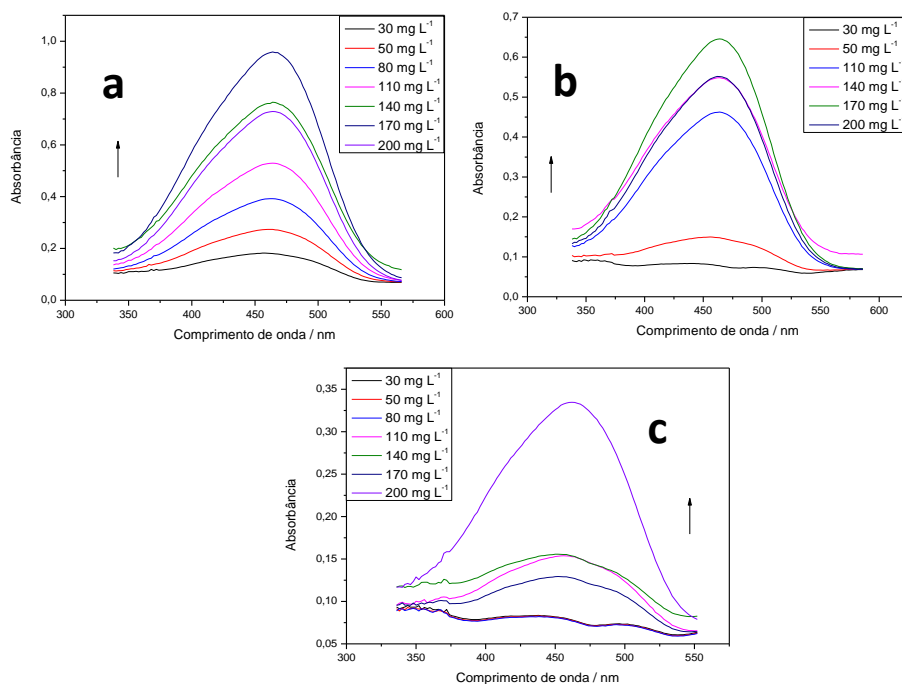 a
30 mg L⁻¹
50 mg L⁻¹
80 mg L⁻¹
110 mg L⁻¹
140 mg L⁻¹
170 mg L⁻¹
200 mg L⁻¹
1,0
0,8
0,6
0,4
0,2
0,0
Absorbância
300 350 400 450 500 550 600
Comprimento de onda / nm
b
30 mg L⁻¹
50 mg L⁻¹
110 mg L⁻¹
140 mg L⁻¹
170 mg L⁻¹
200 mg L⁻¹
0,7
0,6
0,5
0,4
0,3
0,2
0,1
0,0
Absorbância
300 350 400 450 500 550 600
Comprimento de onda / nm
c
30 mg L⁻¹
50 mg L⁻¹
80 mg L⁻¹
110 mg L⁻¹
140 mg L⁻¹
170 mg L⁻¹
200 mg L⁻¹
0,35
0,30
0,25
0,20
0,15
0,10
0,05
Absorbância
300 350 400 450 500 550
Comprimento de onda / nm